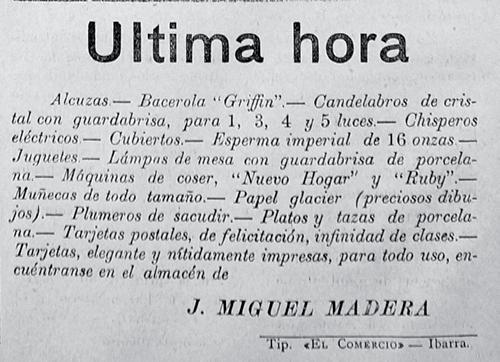 Ultima hora
Alcuzas.— Bacerola "Griffin".— Candelabros de cris-
tal con guardabrisa, para 1, 3, 4 y 5 luces.— Chisperos
eléctricos.— Cubiertos.— Esperma imperial de 16 onzas—
Juguetes.— Lámpas de mesa con guardabrisa de porcela-
na.— Máquinas de coser, "Nuevo Hogar" y "Ruby".—
Muñecas de todo tamaño.— Papel glacier (preciosos dibu-
jos).— Plumeros de sacudir.— Platos y tazas de porcela-
na.— Tarjetas postales, de felicitación, infinidad de clases.—
Tarjetas, elegante y nítidamente impresas, para todo uso, en-
cuéntranse en el almacén de
J. MIGUEL MADERA
Tip. «EL COMERCIO» — Ibarra.